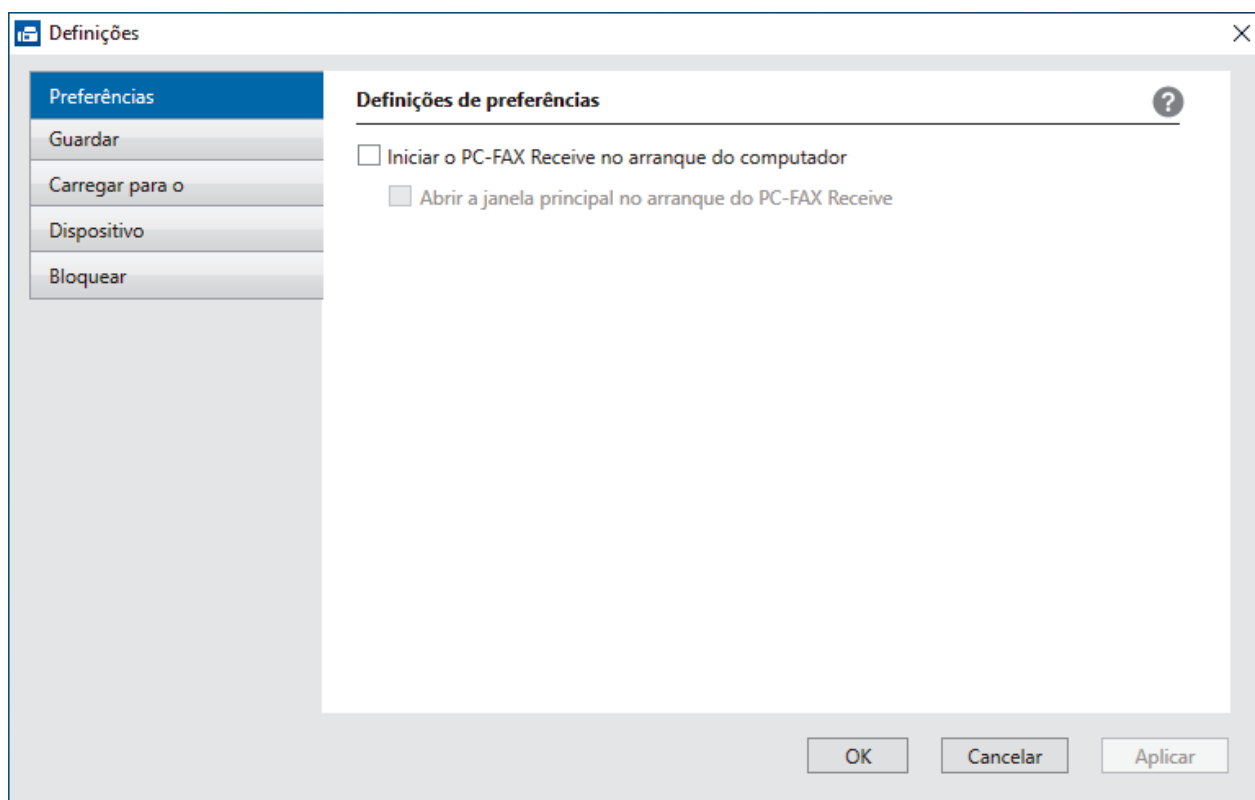 Definições
Preferências
Guardar
Carregar para o
Dispositivo
Bloquear
Definições de preferências
?
Iniciar o PC-FAX Receive no arranque do computador
Abrir a janela principal no arranque do PC-FAX Receive
OK
Cancelar
Aplicar